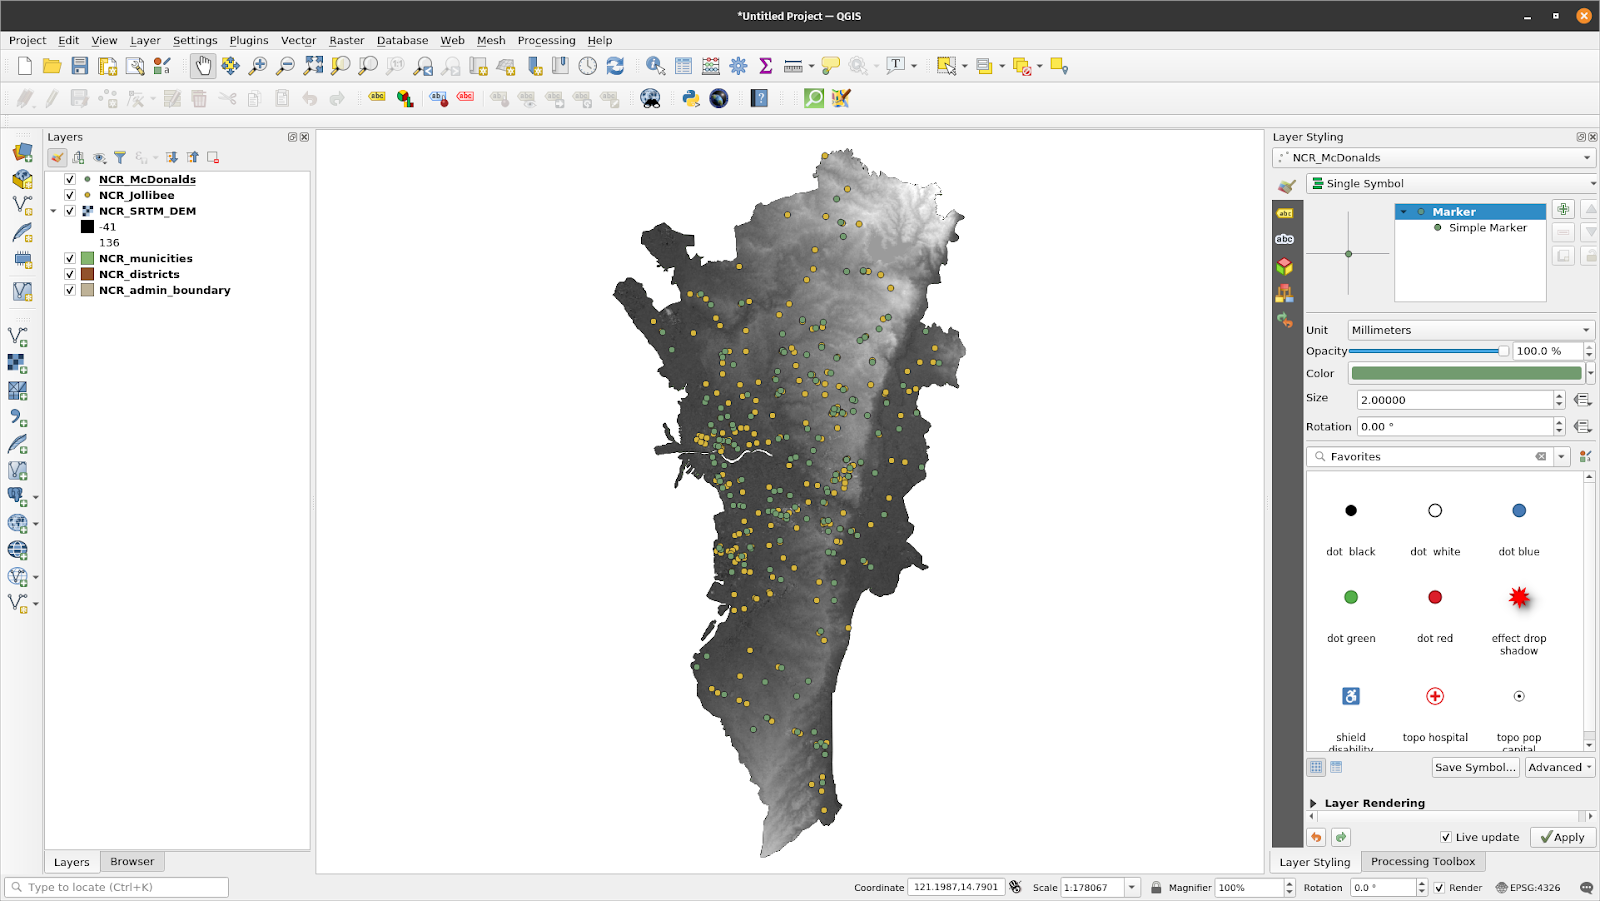 *Untitled Project — QGIS
Project Edit View Layer Settings Plugins Vector Raster Database Web Mesh Processing Help
Layers
NCR_McDonalds
NCR_Jollibee
NCR_SRTM_DEM
-41
136
NCR_municities
NCR_districts
NCR_admin_boundary
Layers Browser
Layer Styling
NCR_McDonalds
Single Symbol
Marker
Simple Marker
Unit Millimeters
Opacity 100.0 %
Color
Size 2.00000
Rotation 0.00 °
Favorites
dot black dot white dot blue
dot green dot red effect drop shadow
shield disability topo hospital topo pop capital
Save Symbol... Advanced
Layer Rendering
Live update Apply
Layer Styling Processing Toolbox
Type to locate (Ctrl+K) Coordinate 121.1987,14.7901 Scale 1:178067 Magnifier 100% Rotation 0.0 ° Render EPSG:4326